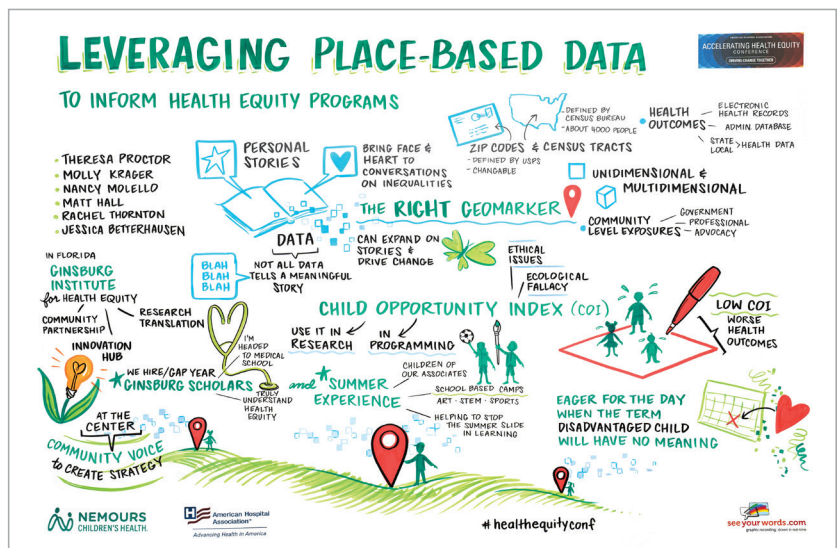 LEVERAGING PLACE-BASED DATA
TO INFORM HEALTH EQUITY PROGRAMS
ACCELERATING HEALTH EQUITY
CONFERENCE
DRIVING CHANGE TOGETHER
• THERESA PROCTOR
• MOLLY KRAGER
• NANCY MOLELLO
• MATT HALL
• RACHEL THORNTON
• JESSICA BETTERHAUSEN
PERSONAL
STORIES
BRING FACE &
HEART TO
CONVERSATIONS
ON INEQUALITIES
-DEFINED BY
CENSUS BUREAU
-ABOUT 4000 PEOPLE
ZIP CODES & CENSUS TRACTS
-DEFINED BY USPS
-CHANGABLE
• HEALTH
OUTCOMES
ELECTRONIC
HEALTH RECORDS
ADMIN. DATABASE
STATE
LOCAL > HEALTH DATA
UNIDIMENSIONAL &
MULTIDIMENSIONAL
THE RIGHT GEOMARKER
• COMMUNITY
LEVEL EXPOSURES
GOVERNMENT
PROFESSIONAL
ADVOCACY
DATA
NOT ALL DATA
TELLS A MEANINGFUL
STORY
BLAH
BLAH
BLAH
CAN EXPAND ON
STORIES &
DRIVE CHANGE
ETHICAL
ISSUES
ECOLOGICAL
FALLACY
IN FLORIDA
GINSBURG
INSTITUTE
for HEALTH EQUITY
COMMUNITY
PARTNERSHIP
RESEARCH
TRANSLATION
INNOVATION
HUB
CHILD OPPORTUNITY INDEX (COI)
USE IT IN
RESEARCH
IN
PROGRAMMING
LOW COI
WORSE
HEALTH
OUTCOMES
I'M
HEADED
TO MEDICAL
SCHOOL
WE HIRE/GAP YEAR
GINSBURG SCHOLARS
TRULY
UNDERSTAND
HEALTH
EQUITY
and SUMMER
EXPERIENCE
CHILDREN OF
OUR ASSOCIATES
SCHOOL BASED CAMPS
ART · STEM · SPORTS
HELPING TO STOP
THE SUMMER SLIDE
IN LEARNING
EAGER FOR THE DAY
WHEN THE TERM
DISADVANTAGED CHILD
WILL HAVE NO MEANING
AT THE
CENTER
COMMUNITY VOICE
to CREATE STRATEGY
NEMOURS
CHILDREN'S HEALTH.
American Hospital
Association™
Advancing Health in America
#healthequityconf
seeyourwords.com